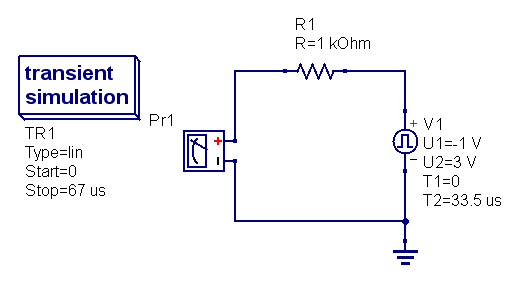 R1
R=1 kOhm
transient
simulation
Pr1
TR1
Type=lin
Start=0
Stop=67 us
+
-
+
V1
U1=-1 V
−
U2=3 V
T1=0
T2=33.5 us